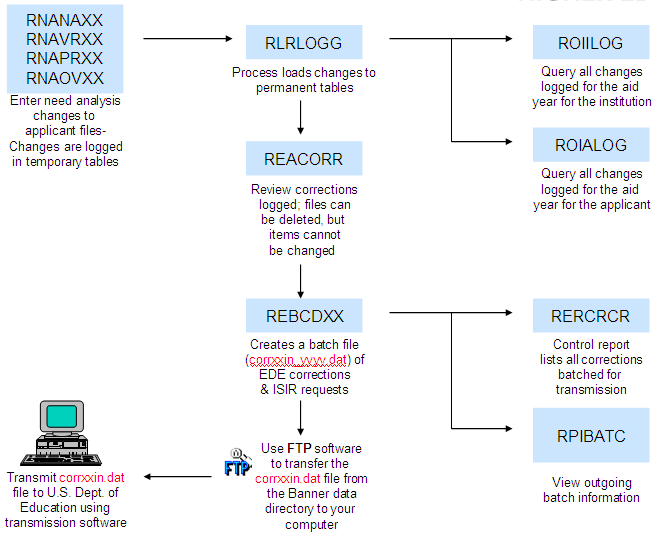 RNANAXX
RNAVRXX
RNAPRXX
RNAOVXX
Enter need analysis
changes to
applicant files-
Changes are logged
in temporary tables
RLRLOGG
Process loads changes to
permanent tables
ROIILOG
Query all changes
logged for the aid
year for the institution
ROIALOG
Query all changes
logged for the aid
year for the applicant
REACORR
Review corrections
logged; files can
be deleted, but
items cannot
be changed
REBCDXX
Creates a batch file
(corrxxin_yyyy.dat) of
EDE corrections
& ISIR requests
RERCRCR
Control report
lists all corrections
batched for
transmission
RPIBATC
View outgoing
batch information
FTP
Use FTP software
to transfer the
corrxxin.dat file from
the Banner data
directory to your
computer
Transmit corrxxin.dat
file to U.S. Dept. of
Education using
transmission software